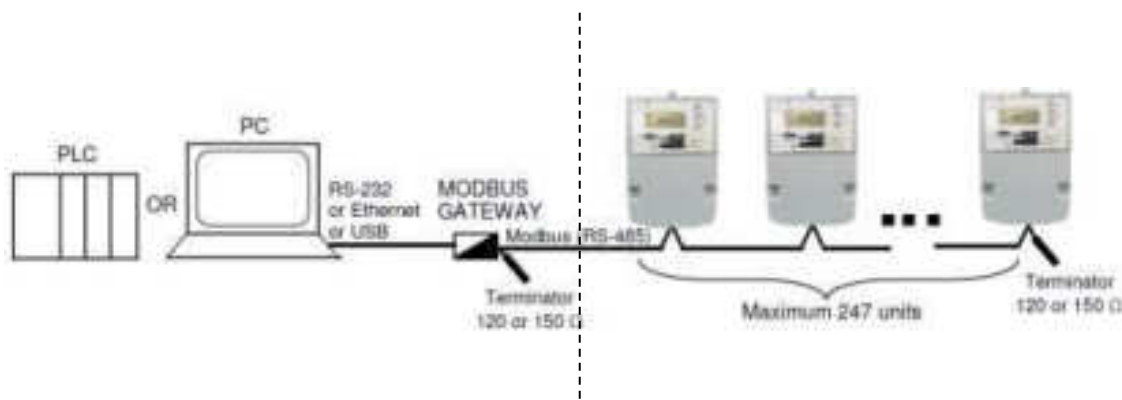 PLC
OR
PC
RS-232
or Ethernet
or USB
MODBUS
GATEWAY
Modbus (RS-485)
Terminator
120 or 150 Ω
Maximum 247 units
Terminator
120 or 150 Ω